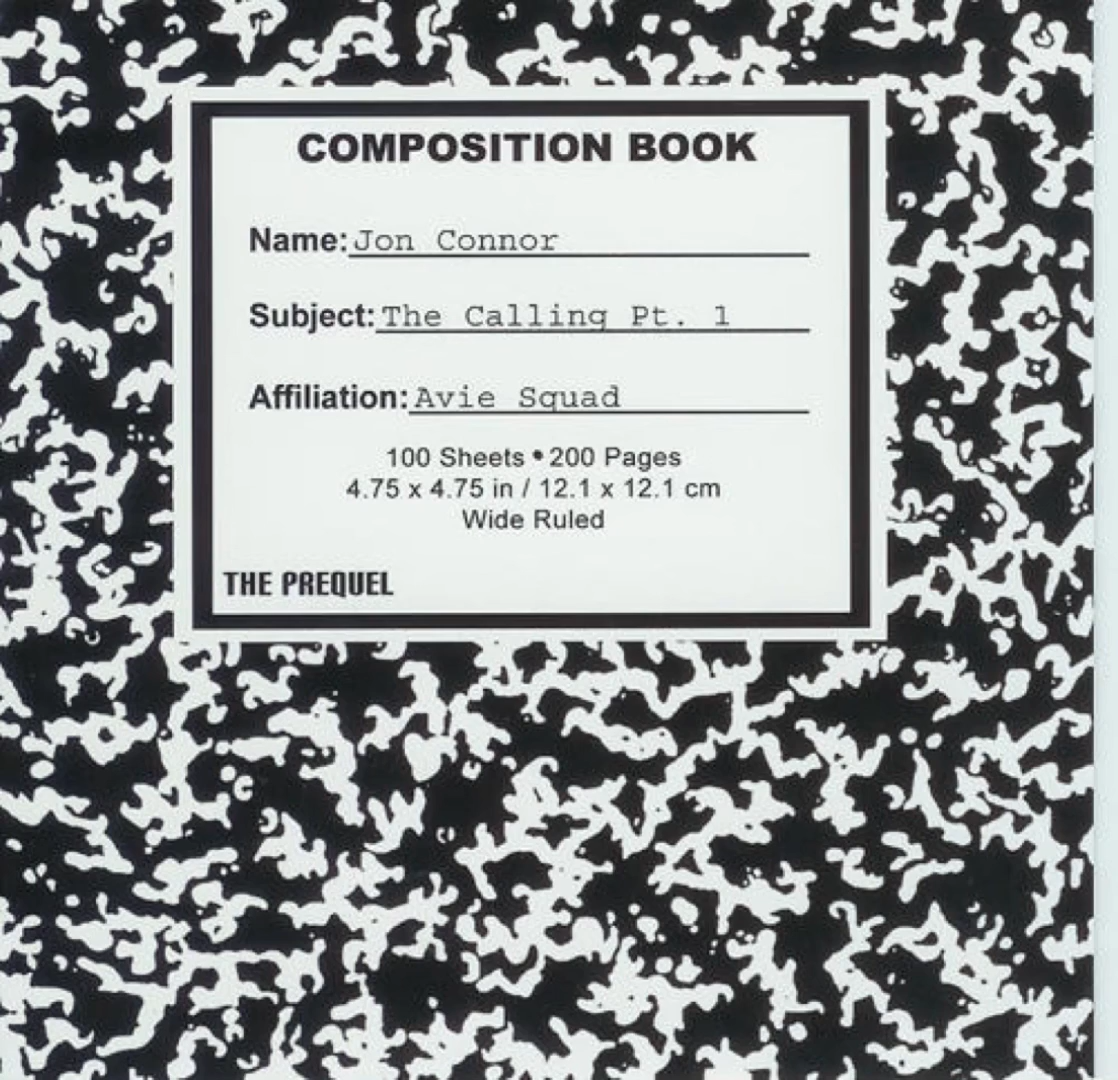 COMPOSITION BOOK
Name: Jon Connor
Subject: The Calling Pt. 1
Affiliation: Avie Squad
100 Sheets • 200 Pages
4.75 x 4.75 in / 12.1 x 12.1 cm
Wide Ruled
THE PREQUEL